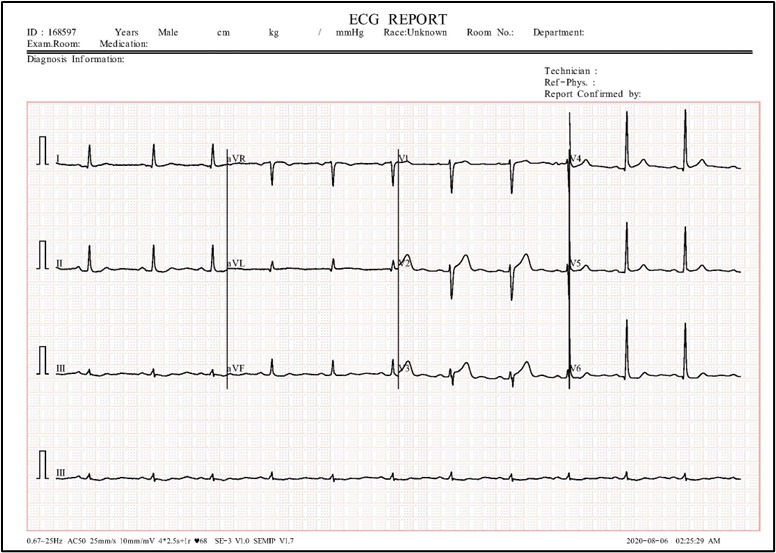 ECG REPORT
ID : 168597 Years Male cm kg / mmHg Race:Unknown Room No.: Department:
Exam.Room: Medication:
Diagnosis Information:
Technician :
Ref-Phys. :
Report Confirmed by:
I aVR V1 V4
II aVL V2 V5
III aVF V3 V6
III
0.67~25Hz AC50 25mm/s 10mm/mV 4*2.5s+1r ♥68 SE-3 V1.0 SEMIP V1.7 2020-08-06 02:25:29 AM